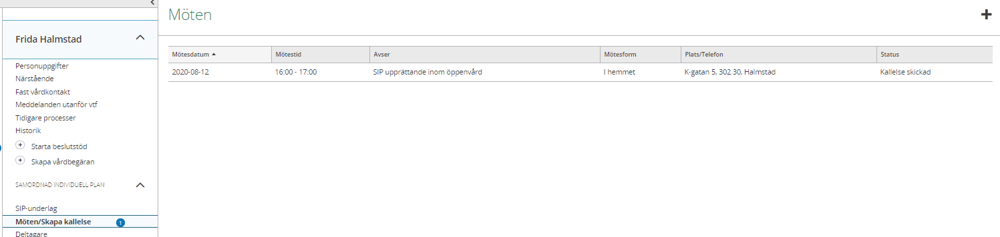 Möten
Frida Halmstad
Personuppgifter
Närstående
Fast vårdkontakt
Meddelanden utanför vtf
Tidigare processer
Historik
Starta beslutstöd
Skapa vårdbegäran
SAMORDNAD INDIVIDUELL PLAN
SIP-underlag
Möten/Skapa kallelse 1
Deltagare
Mötesdatum Mötestid Avser Mötesform Plats/Telefon Status
2020-08-12 16:00 - 17:00 SIP upprättande inom öppenvård I hemmet K-gatan 5, 302 30, Halmstad Kallelse skickad